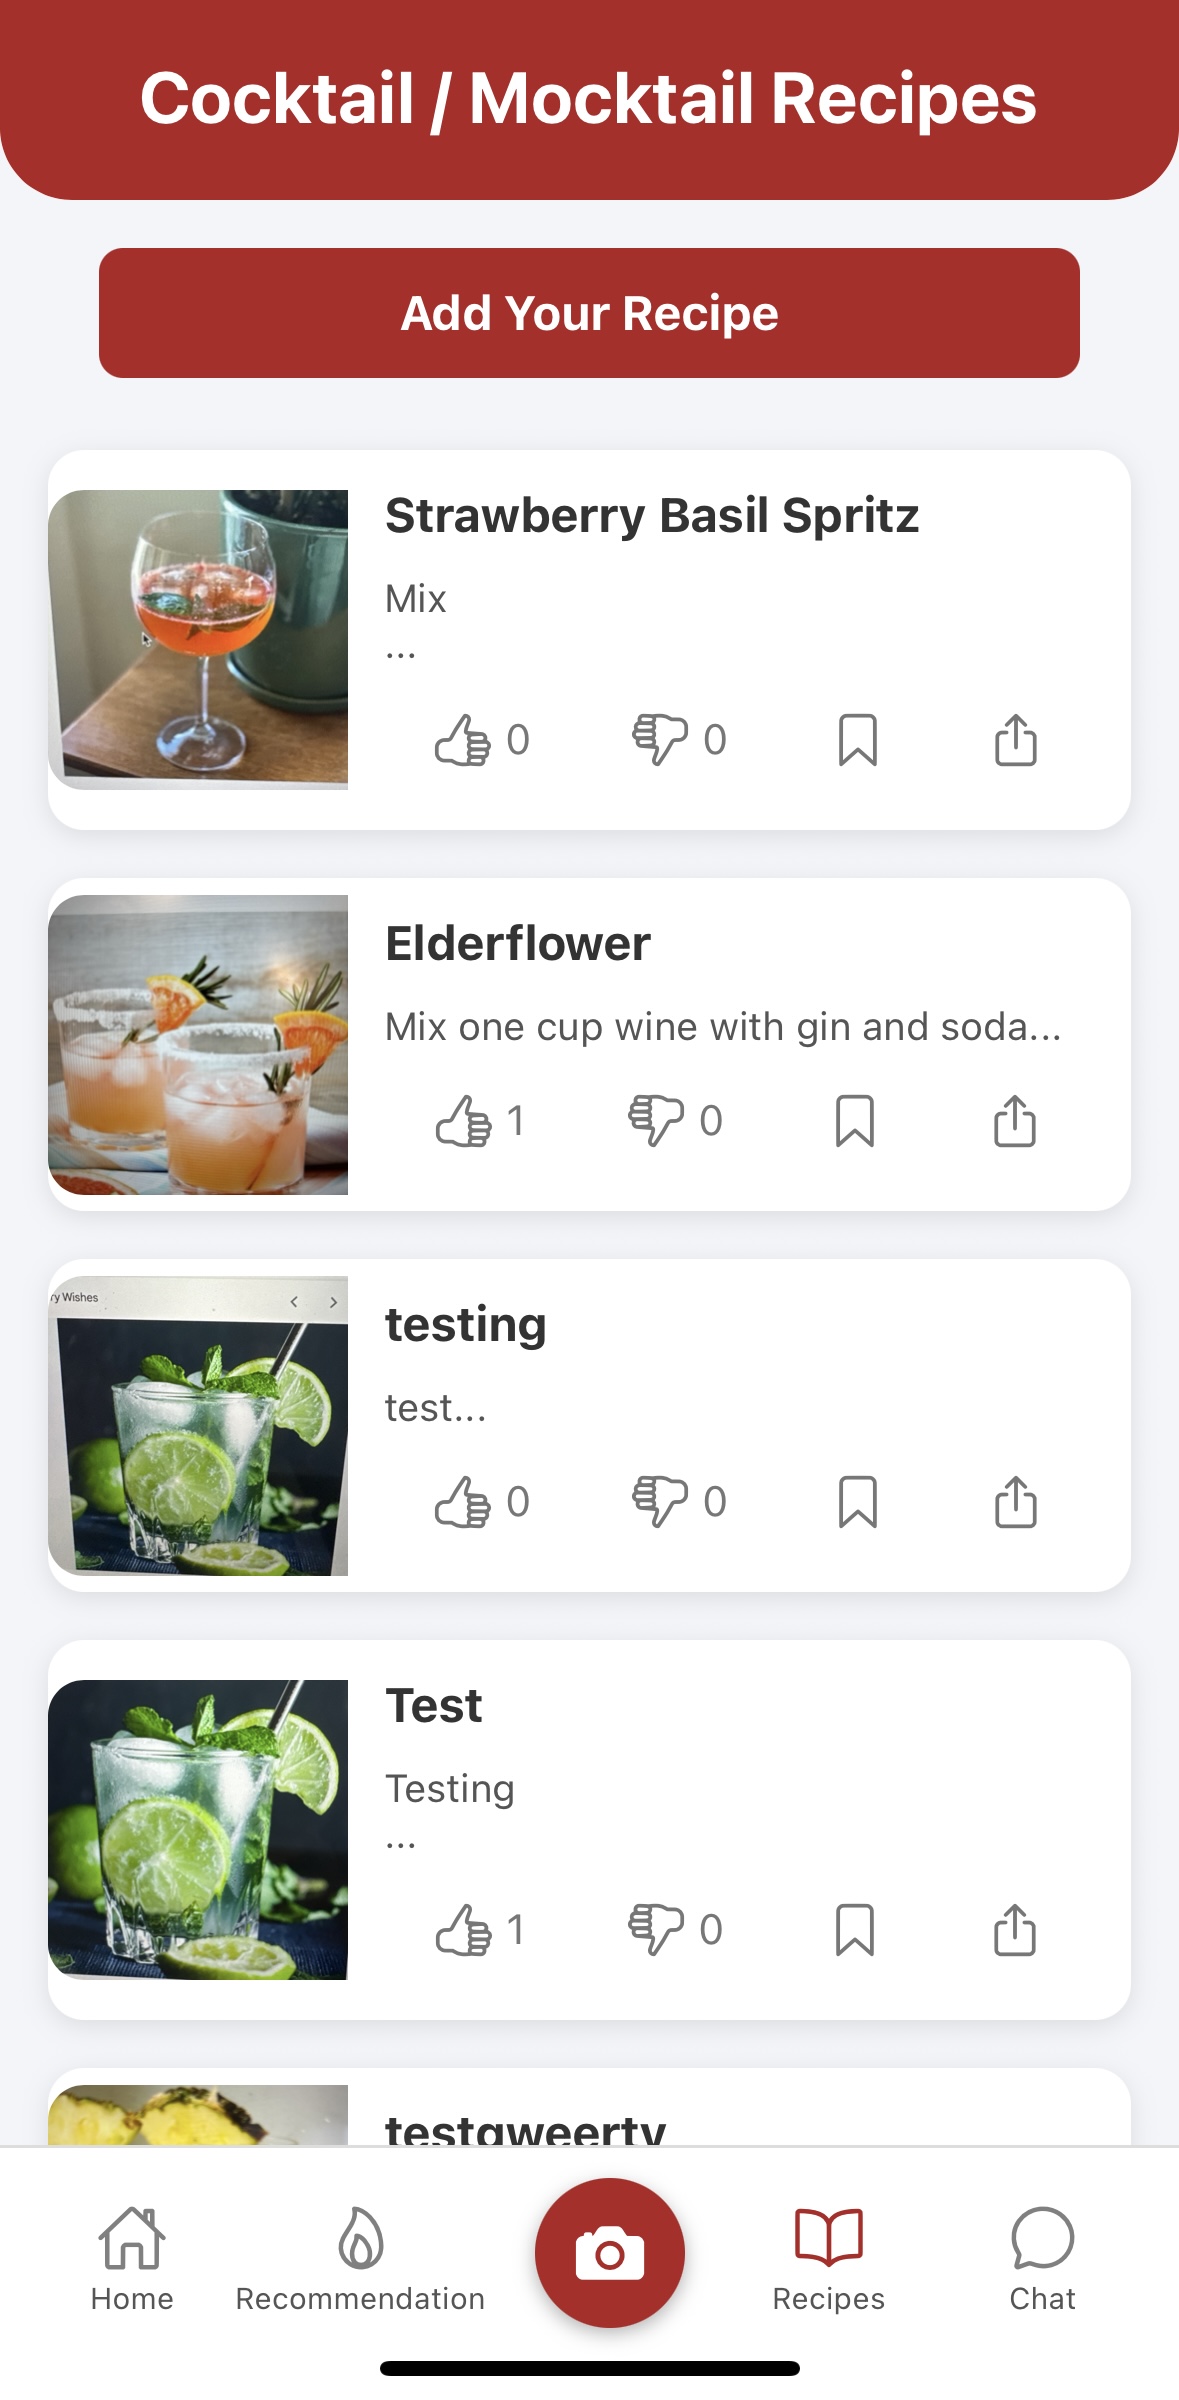 Cocktail / Mocktail Recipes
Add Your Recipe
Strawberry Basil Spritz
Mix
...
0 0
Elderflower
Mix one cup wine with gin and soda...
1 0
ry Wishes
testing
test...
0 0
Test
Testing
...
1 0
testqweerty
Home Recommendation Recipes Chat